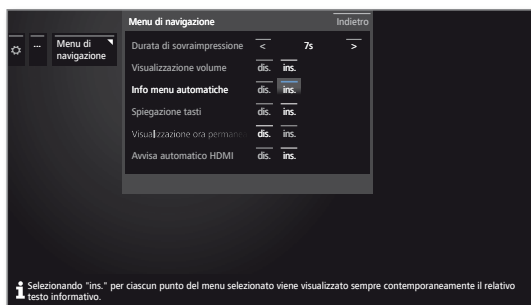 Menu di navigazione Indietro
... Menu di navigazione
Durata di sovraimpressione < 7s >
Visualizzazione volume dis. ins.
Info menu automatiche dis. ins.
Spiegazione tasti dis. ins.
Visualizzazione ora permanen dis. ins.
Avvisa automatico HDMI dis. ins.
Selezionando "ins." per ciascun punto del menu selezionato viene visualizzato sempre contemporaneamente il relativo
testo informativo.